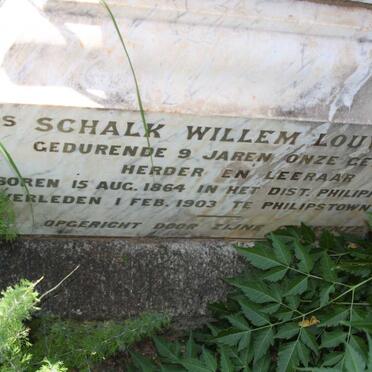 S SCHALK WILLEM LOU
GEDURENDE 9 JAREN ONZE GE
HERDER EN LEERAAR
BOREN 15 AUG. 1864 IN HET DIST. PHILIP
VERLEDEN 1 FEB. 1903 TE PHILIPSTOWN
OPGERICHT DOOR ZIJNE